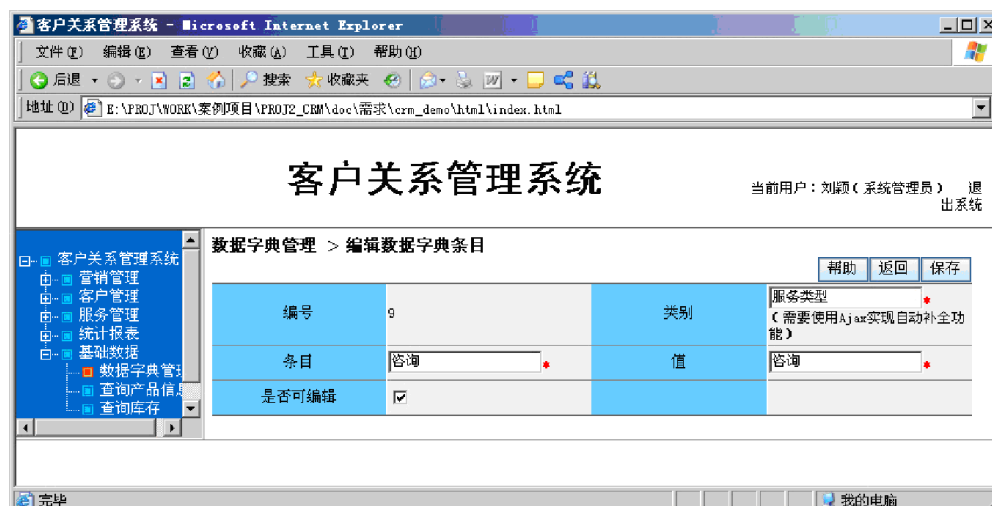 客户关系管理系统 - Microsoft Internet Explorer
文件(F) 编辑(E) 查看(V) 收藏(A) 工具(T) 帮助(H)
后退 搜索 收藏夹
地址(D) E:\PROJ\WORK\案例项目\PROJ2_CRM\doc\需求\crm_demo\html\index.html
客户关系管理系统
当前用户：刘颖(系统管理员) 退
出系统
客户关系管理系统
营销管理
客户管理
服务管理
统计报表
基础数据
数据字典管理
查询产品信息
查询库存
数据字典管理 > 编辑数据字典条目
帮助 返回 保存
编号 9 类别 服务类型 *
(需要使用Ajax实现自动补全功
能)
条目 咨询 * 值 咨询 *
是否可编辑
完毕 我的电脑